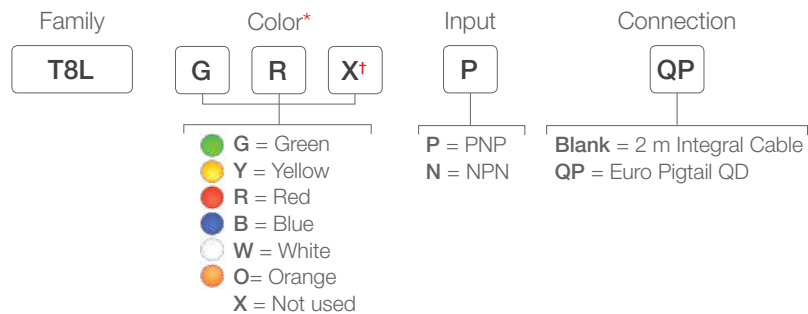 Family Color* Input Connection
T8L G R X† P QP
G = Green P = PNP Blank = 2 m Integral Cable
Y = Yellow N = NPN QP = Euro Pigtail QD
R = Red
B = Blue
W = White
O= Orange
X = Not used